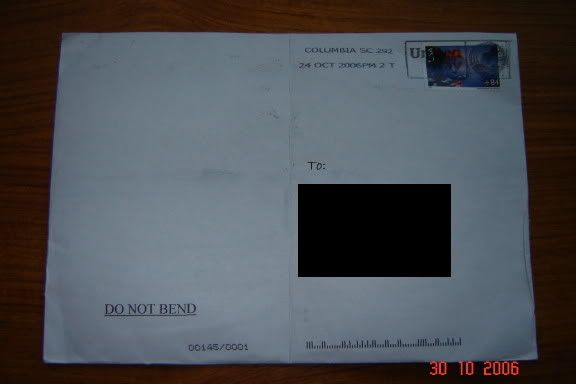 COLUMBIA SC 292
24 OCT 2006PM 2 T
To:
DO NOT BEND
00145/0001
30 10 2006